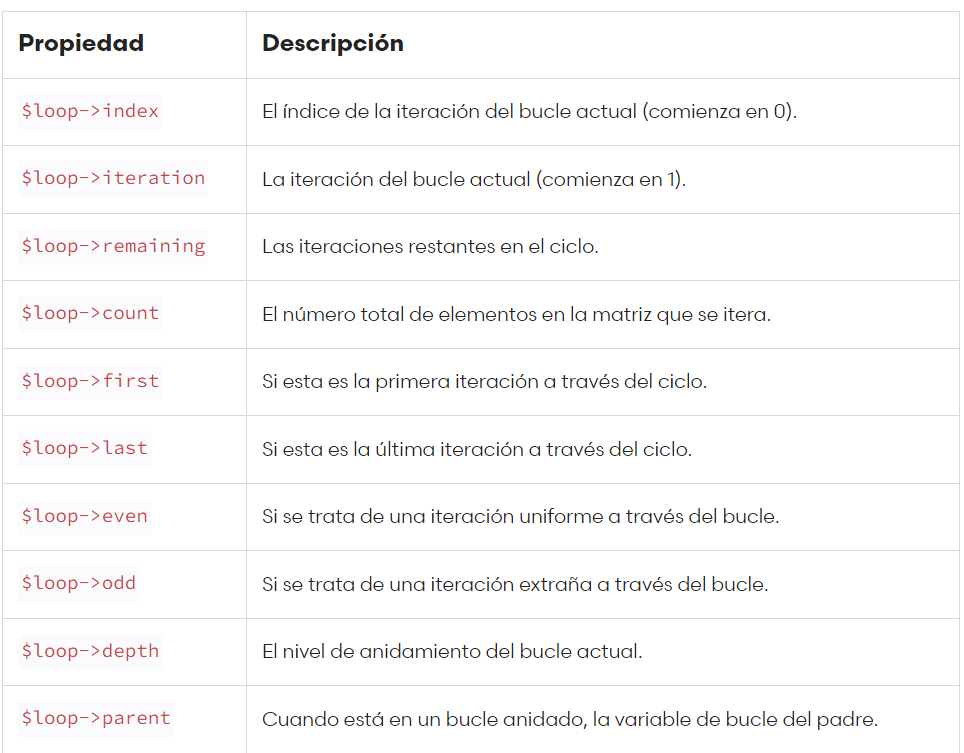 Propiedad Descripción
$loop->index El índice de la iteración del bucle actual (comienza en 0).
$loop->iteration La iteración del bucle actual (comienza en 1).
$loop->remaining Las iteraciones restantes en el ciclo.
$loop->count El número total de elementos en la matriz que se itera.
$loop->first Si esta es la primera iteración a través del ciclo.
$loop->last Si esta es la última iteración a través del ciclo.
$loop->even Si se trata de una iteración uniforme a través del bucle.
$loop->odd Si se trata de una iteración extraña a través del bucle.
$loop->depth El nivel de anidamiento del bucle actual.
$loop->parent Cuando está en un bucle anidado, la variable de bucle del padre.